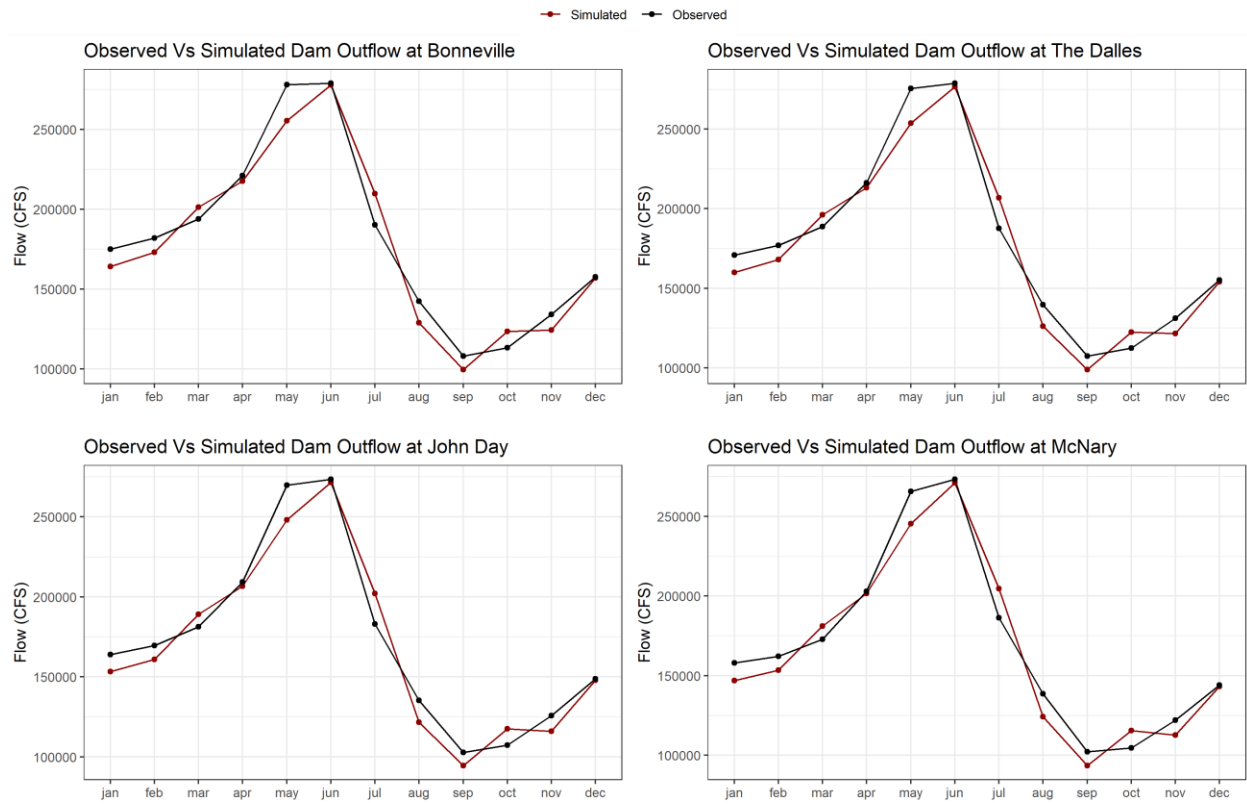 Simulated Observed
Observed Vs Simulated Dam Outflow at Bonneville
Flow (CFS)
250000
200000
150000
100000
jan feb mar apr may jun jul aug sep oct nov dec
Observed Vs Simulated Dam Outflow at The Dalles
Flow (CFS)
250000
200000
150000
100000
jan feb mar apr may jun jul aug sep oct nov dec
Observed Vs Simulated Dam Outflow at John Day
Flow (CFS)
250000
200000
150000
100000
jan feb mar apr may jun jul aug sep oct nov dec
Observed Vs Simulated Dam Outflow at McNary
Flow (CFS)
250000
200000
150000
100000
jan feb mar apr may jun jul aug sep oct nov dec